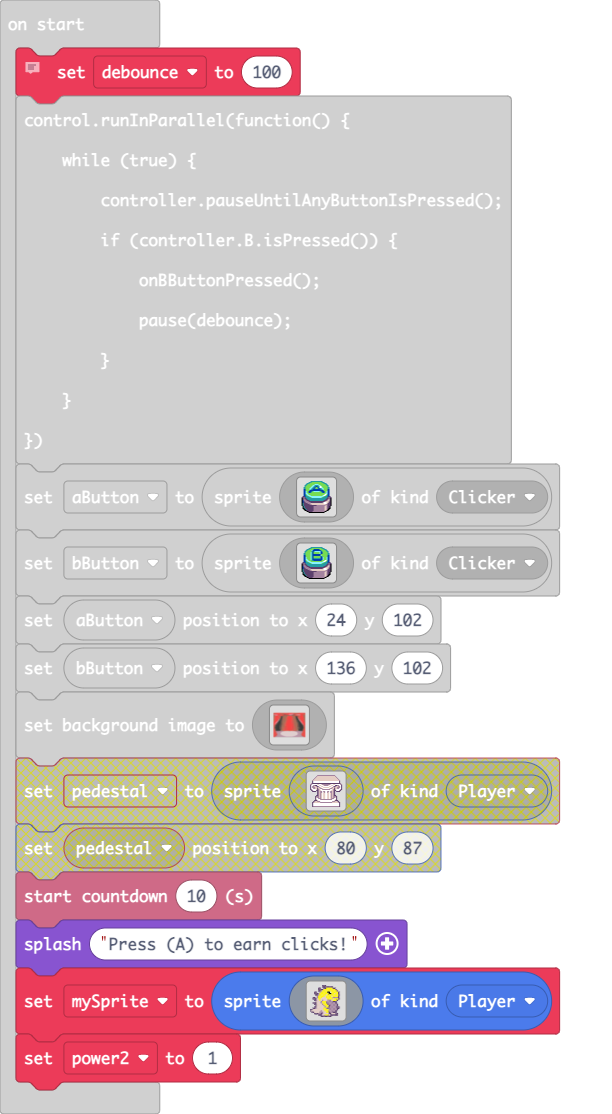 on start
set debounce to 100
control.runInParallel(function() {
while (true) {
controller.pauseUntilAnyButtonIsPressed();
if (controller.B.isPressed()) {
onBButtonPressed();
pause(debounce);
}
}
})
set aButton to sprite A of kind Clicker
set bButton to sprite B of kind Clicker
set aButton position to x 24 y 102
set bButton position to x 136 y 102
set background image to
set pedestal to sprite of kind Player
set pedestal position to x 80 y 87
start countdown 10 (s)
splash "Press (A) to earn clicks!"
set mySprite to sprite of kind Player
set power2 to 1